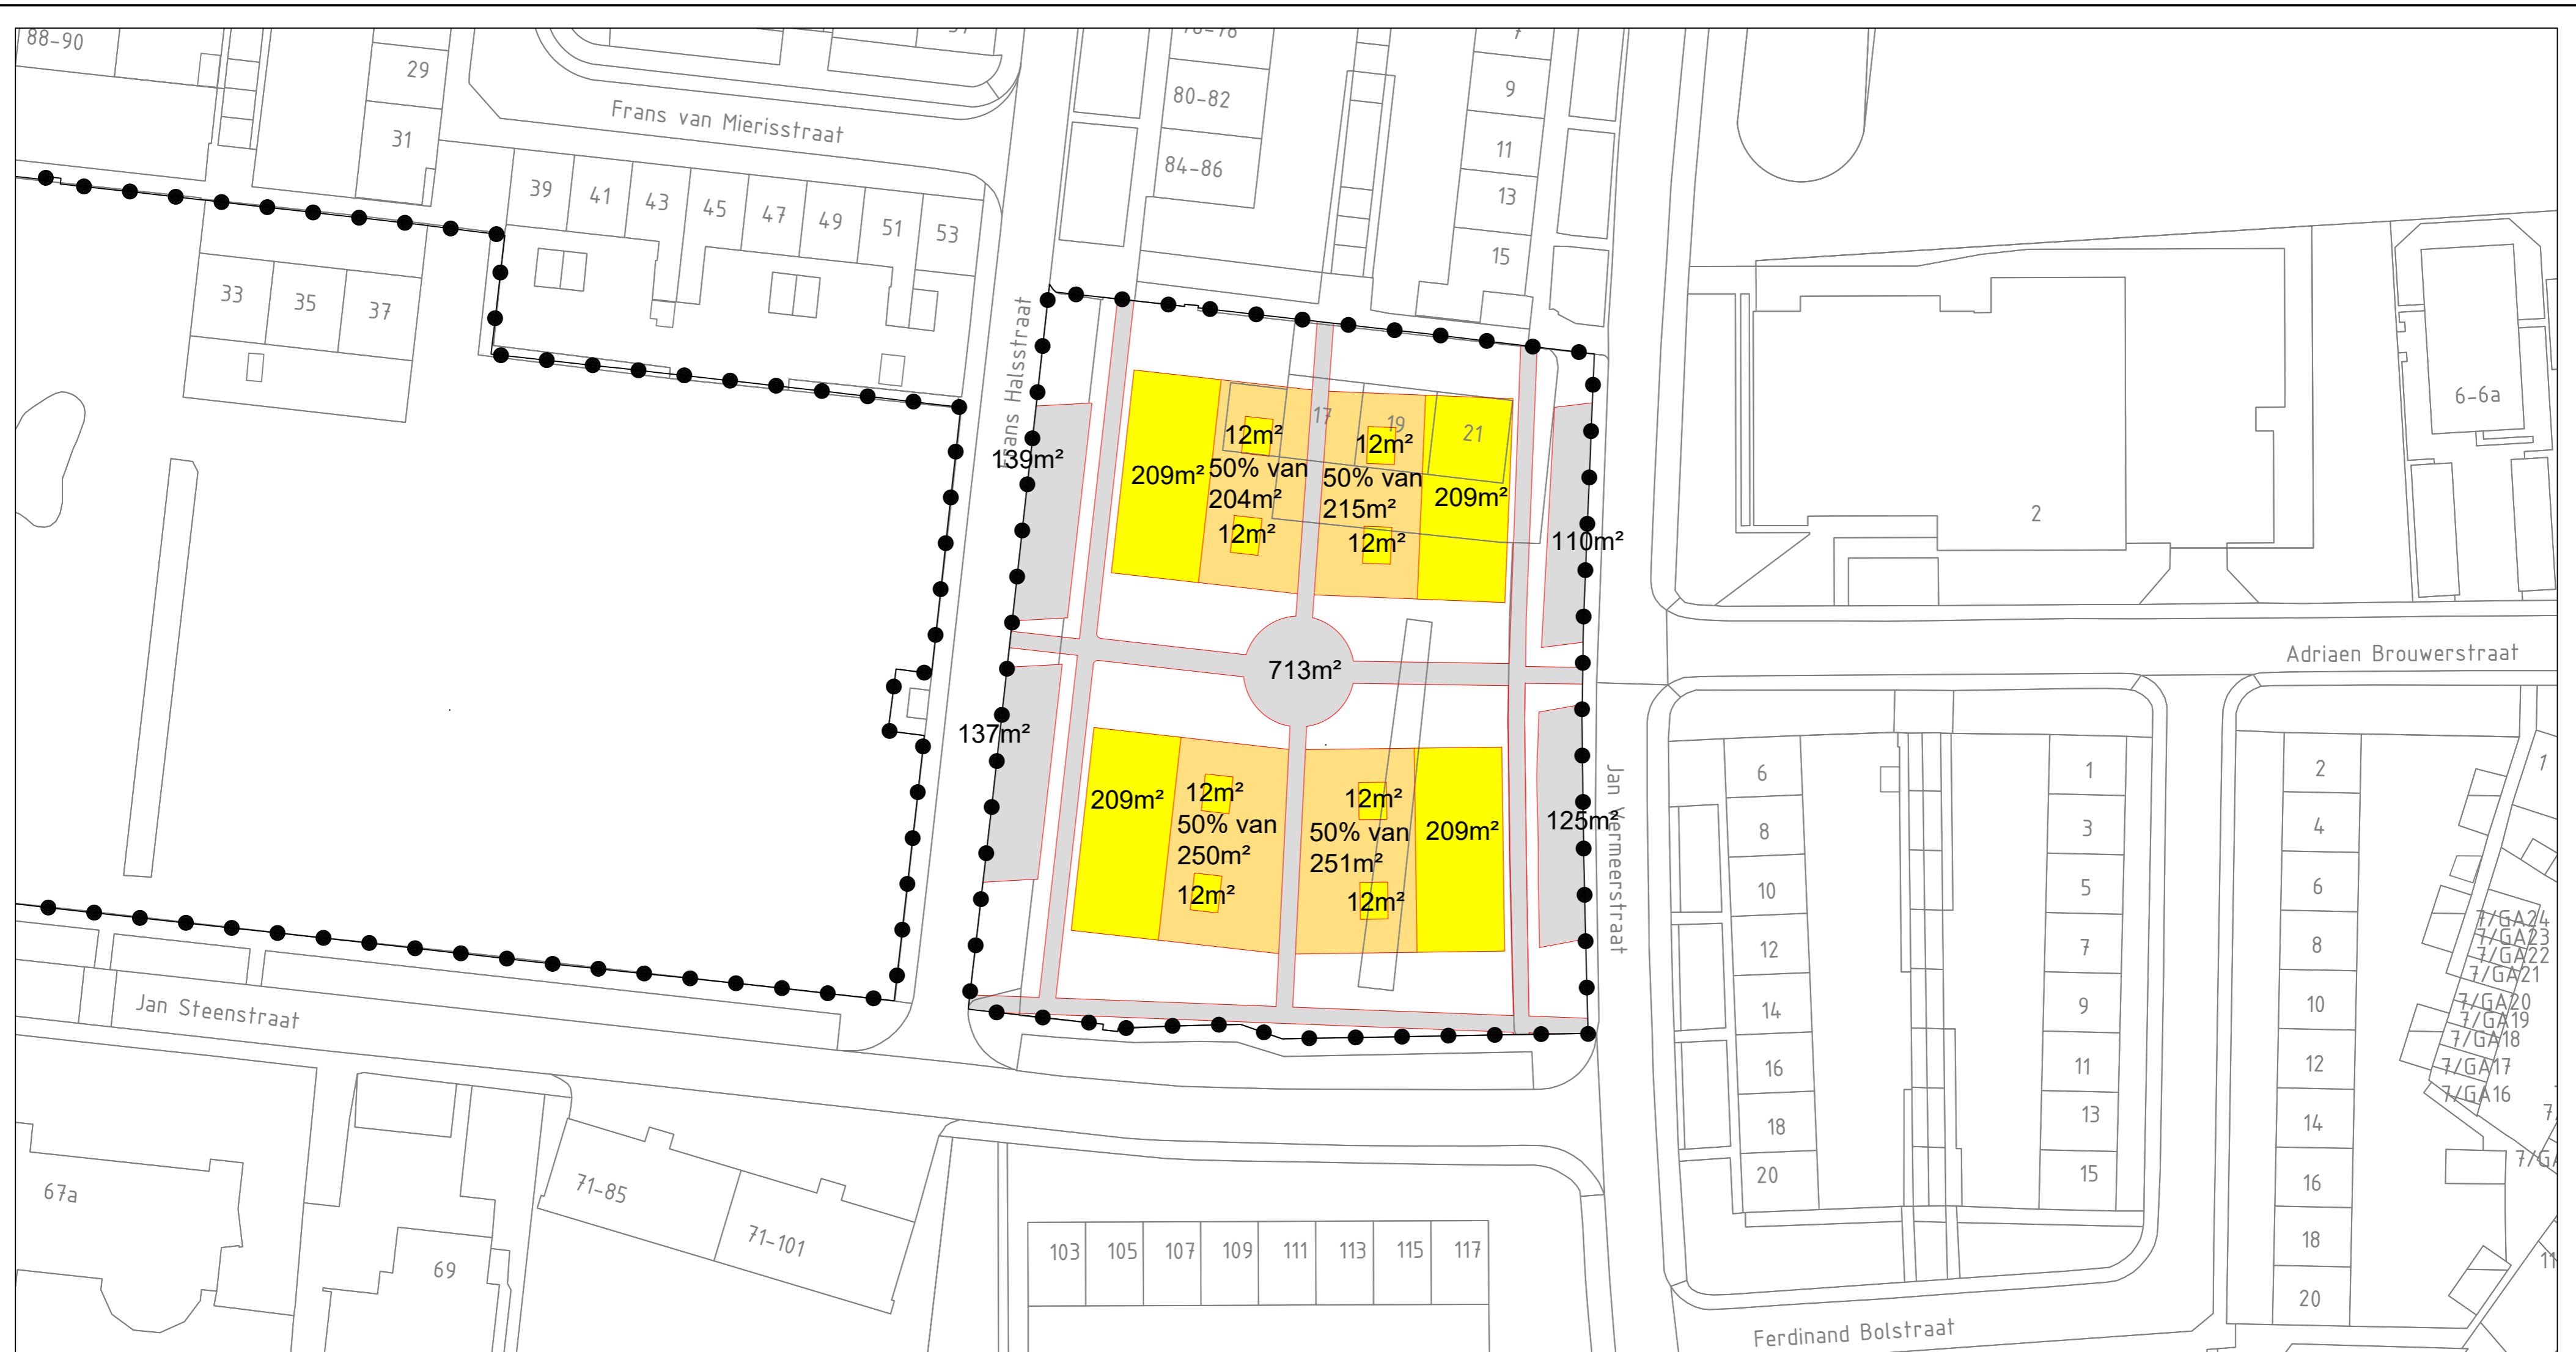 88-90
29
31
Frans van Mierisstraat
80-82
84-86
9
11
13
15
39
41
43
45
47
49
51
53
33
35
37
Frans Halsstraat
139m²
137m²
17
19
21
12m²
12m²
209m²
50% van
204m²
50% van
215m²
209m²
12m²
12m²
110m²
713m²
209m²
12m²
50% van
250m²
12m²
12m²
50% van
251m²
12m²
209m²
125m²
Jan Vermeerstraat
2
6-6a
Adriaen Brouwerstraat
6
8
10
12
14
16
18
20
1
3
5
7
9
11
13
15
2
4
6
8
10
12
14
16
18
20
1
7/GA24
7/GA23
7/GA22
7/GA21
7/GA20
7/GA19
7/GA18
7/GA17
7/GA16
Jan Steenstraat
67a
69
71-85
71-101
103
105
107
109
111
113
115
117
Ferdinand Bolstraat